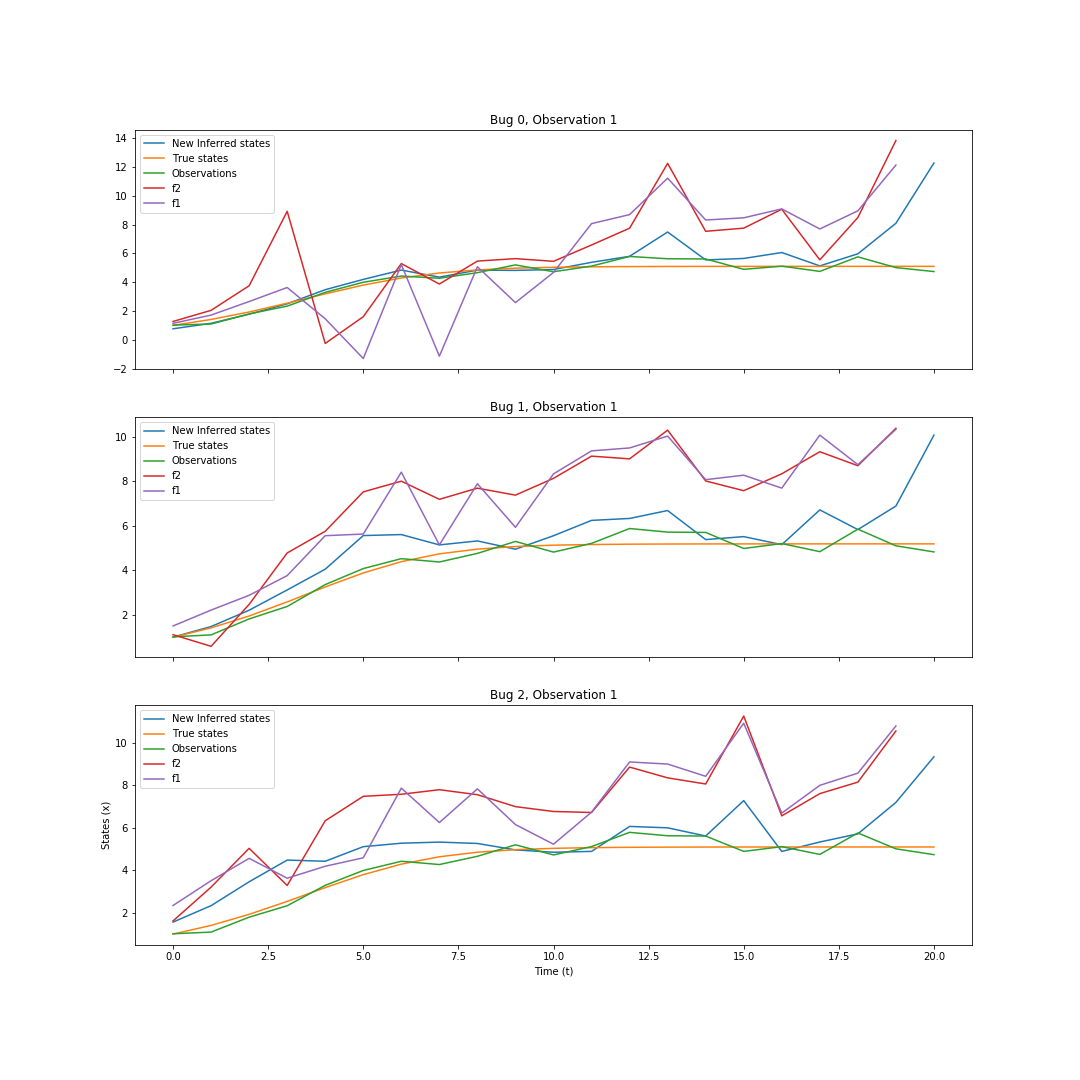 Bug 0, Observation 1
14
12
10
8
6
4
2
0
−2
New Inferred states
True states
Observations
f2
f1
Bug 1, Observation 1
10
8
6
4
2
New Inferred states
True states
Observations
f2
f1
Bug 2, Observation 1
10
8
6
4
2
States (x)
New Inferred states
True states
Observations
f2
f1
0.0 2.5 5.0 7.5 10.0 12.5 15.0 17.5 20.0
Time (t)